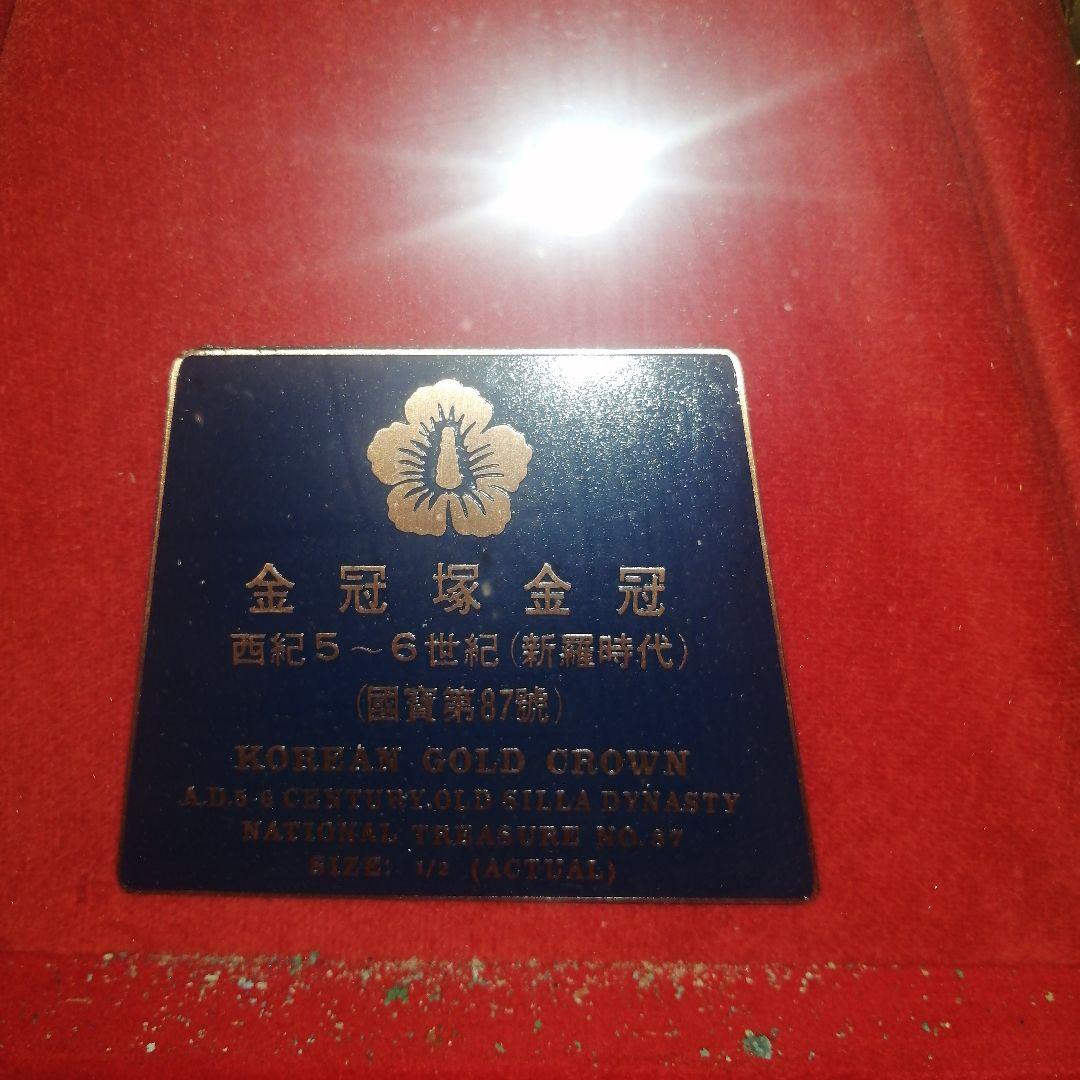 金冠塚金冠
西紀5～6世紀(新羅時代)
(國寶第87號)
KOREAN GOLD CROWN
A.D.5-6 CENTURY.OLD SILLA DYNASTY
NATIONAL TREASURE NO.87
SIZE: 1/2 (ACTUAL)